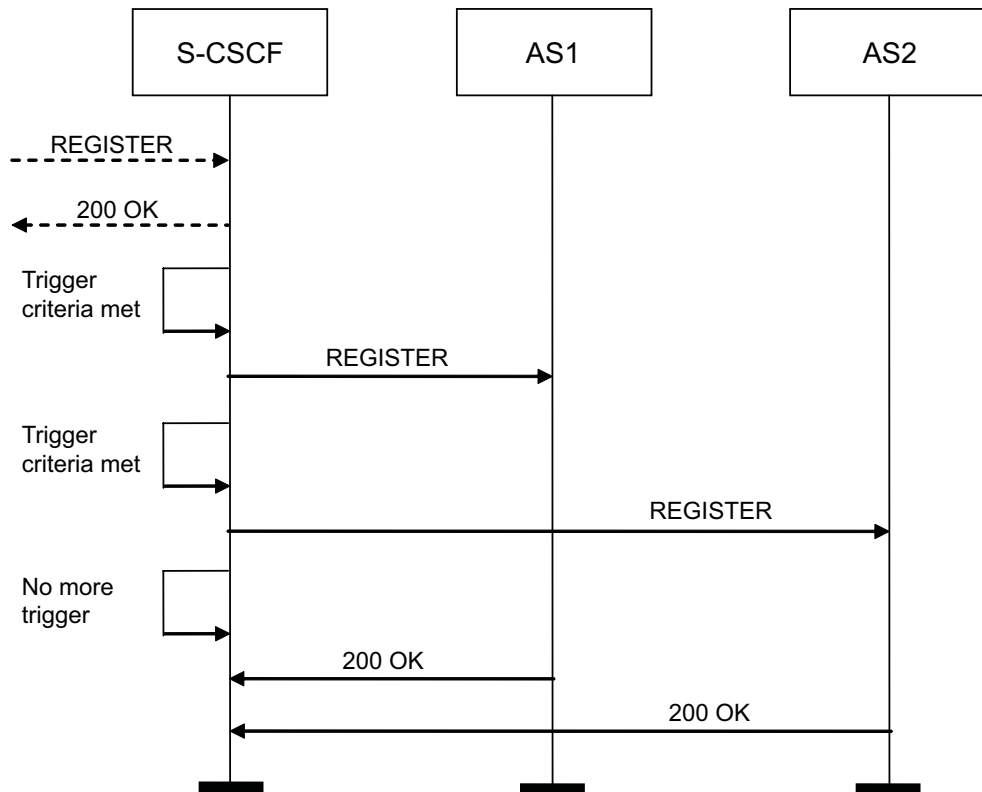 S-CSCF
AS1
AS2
REGISTER
200 OK
Trigger
criteria met
REGISTER
Trigger
criteria met
REGISTER
No more
trigger
200 OK
200 OK